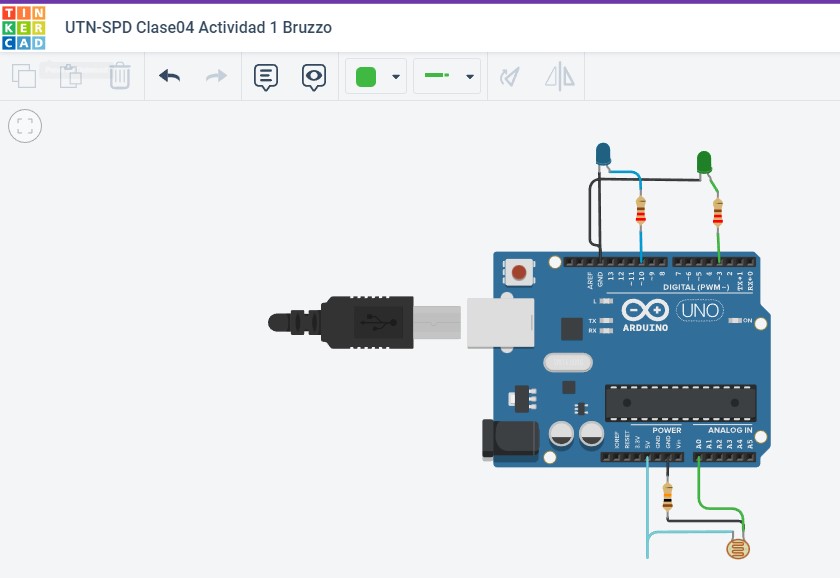 TIN
KER
CAD
UTN-SPD Clase04 Actividad 1 Bruzzo
AREF
GND
13
12
~11
~10
~9
8
7
~6
~5
4
~3
2
TX→1
RX←0
DIGITAL (PWM~)
L
TX
RX
ARDUINO
UNO
ON
POWER
ANALOG IN
IOREF
RESET
3.3V
5V
GND
GND
Vin
A0
A1
A2
A3
A4
A5